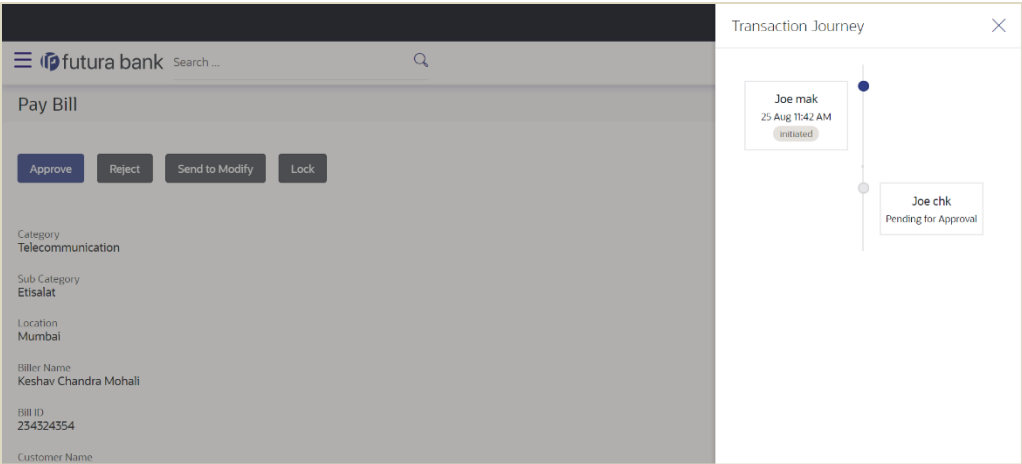 Transaction Journey
futura bank
Search ...
Pay Bill
Approve
Reject
Send to Modify
Lock
Category
Telecommunication
Sub Category
Etisalat
Location
Mumbai
Biller Name
Keshav Chandra Mohali
Bill ID
234324354
Customer Name
Joe mak
25 Aug 11:42 AM
initiated
Joe chk
Pending for Approval